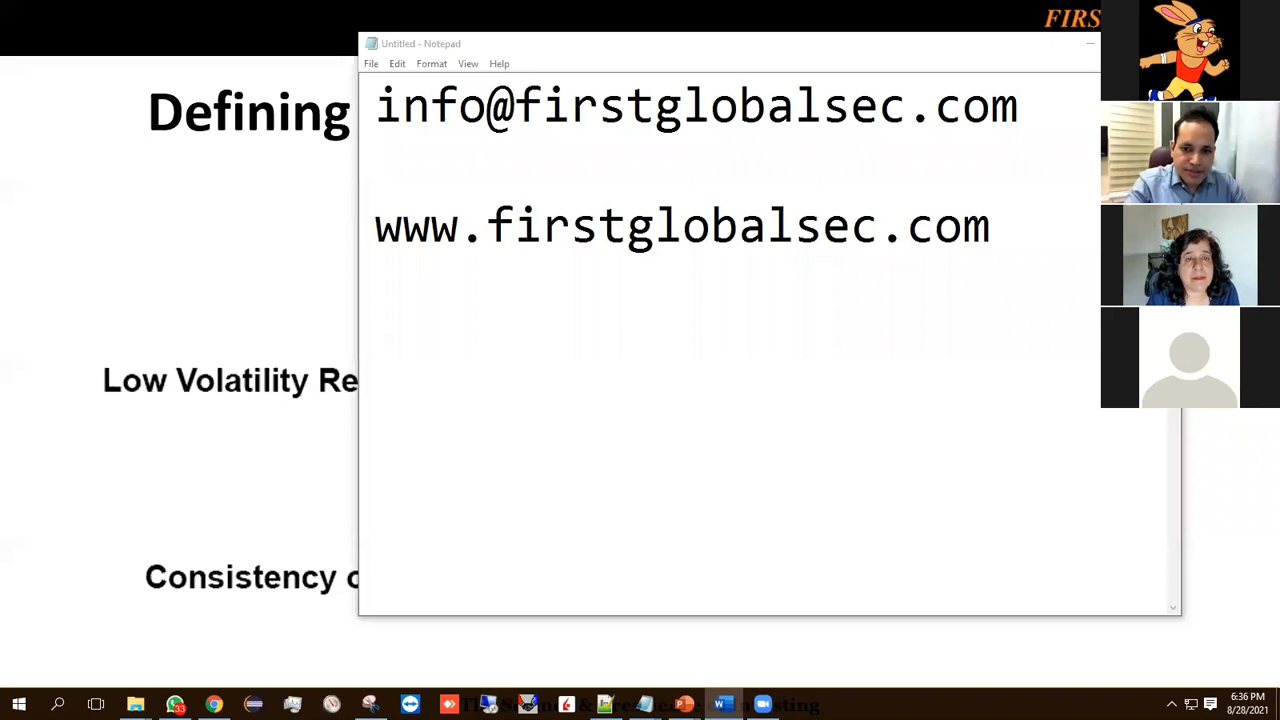 FIRS
Untitled - Notepad
File Edit Format View Help
info@firstglobalsec.com
www.firstglobalsec.com
Defining
Low Volatility Re
Consistency o
33
6:36 PM
8/28/2021